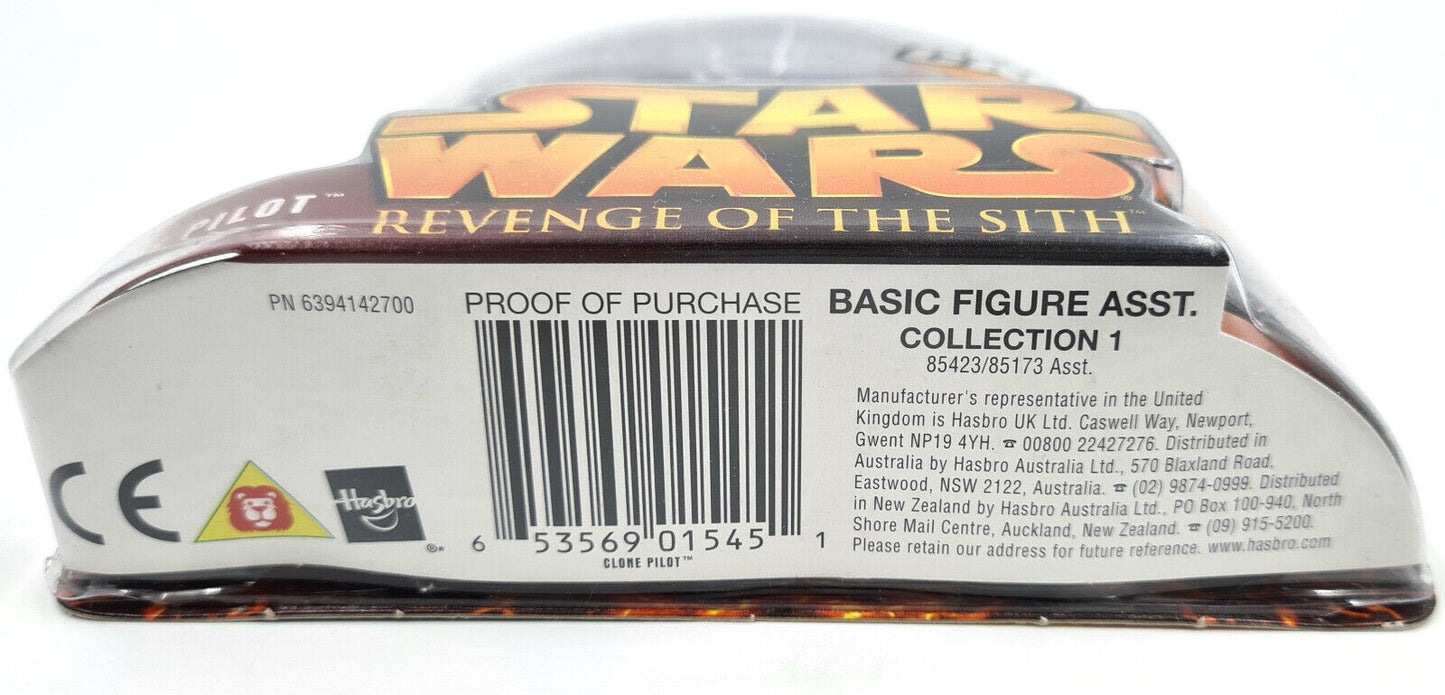 STAR
WARS®
REVENGE OF THE SITH™
PILOT™
PN 6394142700
PROOF OF PURCHASE
6 53569 01545 1
CLONE PILOT™
BASIC FIGURE ASST.
COLLECTION 1
85423/85173 Asst.
Manufacturer's representative in the United
Kingdom is Hasbro UK Ltd. Caswell Way, Newport,
Gwent NP19 4YH. ☎ 00800 22427276. Distributed in
Australia by Hasbro Australia Ltd., 570 Blaxland Road,
Eastwood, NSW 2122, Australia. ☎ (02) 9874-0999. Distributed
in New Zealand by Hasbro Australia Ltd., PO Box 100-940, North
Shore Mail Centre, Auckland, New Zealand. ☎ (09) 915-5200.
Please retain our address for future reference. www.hasbro.com
CE
Hasbro
®*